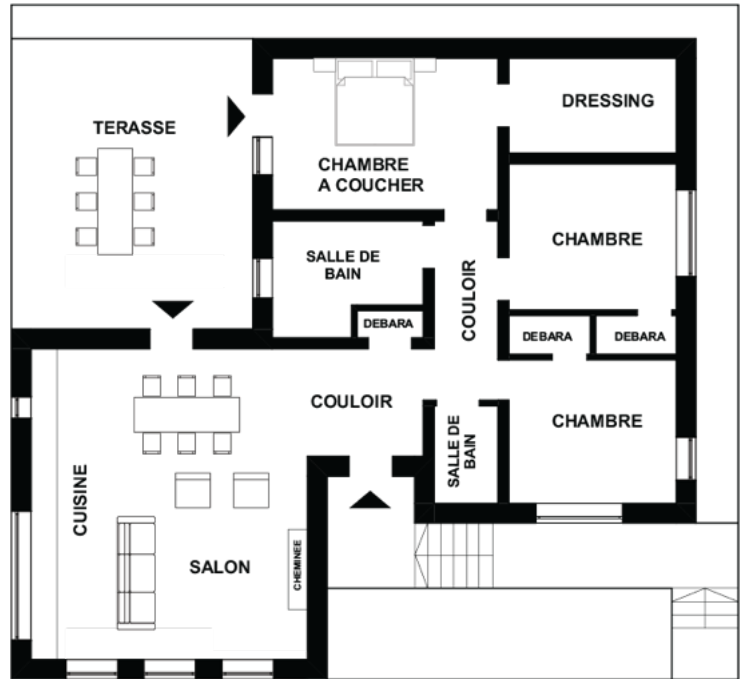 DRESSING
TERASSE
CHAMBRE
A COUCHER
CHAMBRE
SALLE DE
BAIN
COULOIR
DEBARA
DEBARA
DEBARA
COULOIR
CHAMBRE
SALLE DE
BAIN
CUISINE
SALON
CHEMINEE